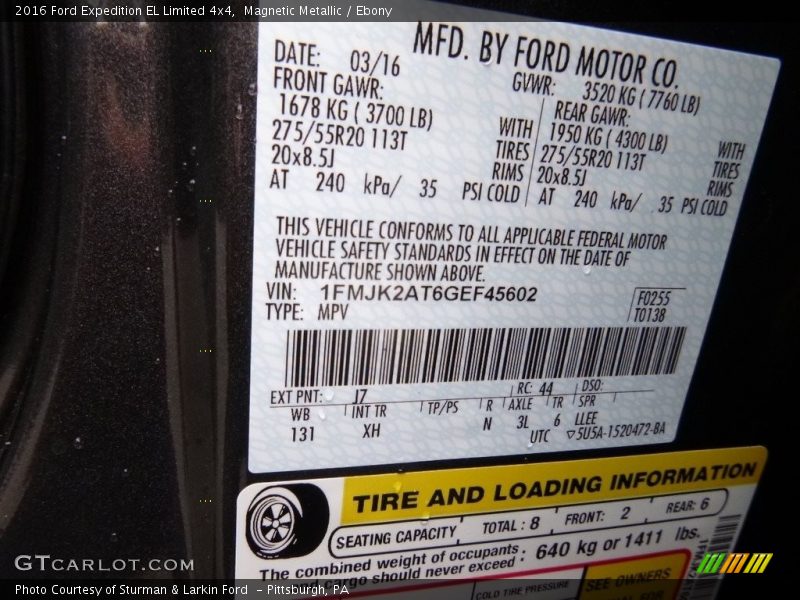 2016 Ford Expedition EL Limited 4x4, Magnetic Metallic / Ebony
MFD. BY FORD MOTOR CO.
DATE: 03/16 GVWR: 3520 KG ( 7760 LB)
FRONT GAWR: REAR GAWR:
1678 KG ( 3700 LB) WITH 1950 KG ( 4300 LB) WITH
275/55R20 113T TIRES 275/55R20 113T TIRES
20x8.5J RIMS 20x8.5J RIMS
AT 240 kPa/ 35 PSI COLD AT 240 kPa/ 35 PSI COLD
THIS VEHICLE CONFORMS TO ALL APPLICABLE FEDERAL MOTOR
VEHICLE SAFETY STANDARDS IN EFFECT ON THE DATE OF
MANUFACTURE SHOWN ABOVE.
VIN: 1FMJK2AT6GEF45602 F0255
TYPE: MPV T0138
EXT PNT: J7 RC: 44 DSO:
WB INT TR TP/PS R AXLE TR SPR
131 XH N 3L 6 LLEE
UTC ▽5U5A-1520472-BA
TIRE AND LOADING INFORMATION
SEATING CAPACITY TOTAL : 8 FRONT: 2 REAR: 6
The combined weight of occupants : 640 kg or 1411 lbs.
and cargo should never exceed
COLD TIRE PRESSURE SEE OWNERS
GTCARLOT.COM
Photo Courtesy of Sturman & Larkin Ford - Pittsburgh, PA